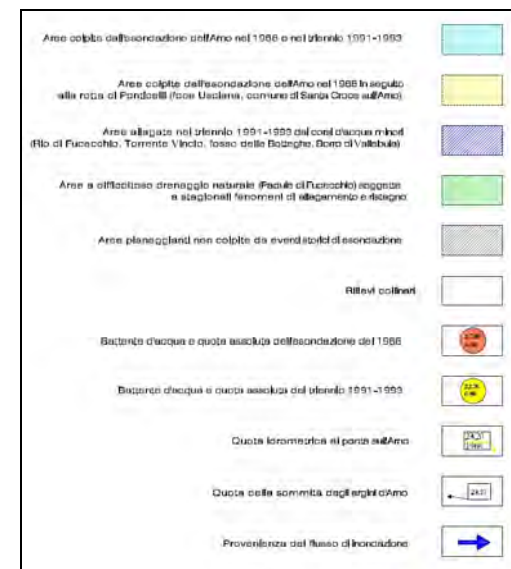 Aree colpite dall'esondazione dell'Arno nel 1966 e nel triennio 1991-1993
Aree colpite dall'esondazione dell'Arno nel 1966 in seguito
alla rotta di (foce Usciana, comune di Santa Croce sull'Arno)
Aree allagate nel triennio 1991-1993 dai corsi d'acqua minori
(Rio di Fucecchio, Torrente Vincio, fosso delle Botteghe, Borro di Vallebuia)
Aree a difficoltoso drenaggio naturale (Padule di Fucecchio) soggette
a stagionali fenomeni di allagamento e ristagno
Aree pianeggianti non colpite da eventi storici di esondazione
Rilievi collinari
Battente d'acqua e quota assoluta dell'esondazione del 1966
Battente d'acqua e quota assoluta del triennio 1991-1993
Quota idrometrica al ponte sull'Arno
Quota della sommità degli argini d'Arno
Provenienza del flusso di inondazione